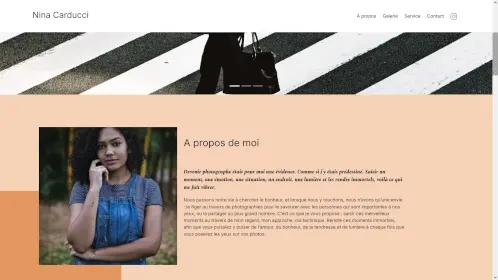 Nina Carducci
A propos Galerie Service Contact
A propos de moi
Devenir photographe était pour moi une évidence. Comme si j'y étais prédestinée. Saisir un
moment, une émotion, une situation, un endroit, une lumière et les rendre immortels, voilà ce qui
me fait vibrer.
Nous passons notre vie à chercher le bonheur, et lorsque nous y touchons, nous n'avons qu'une envie
: le figer au travers de photographies pour le savourer avec les personnes qui sont importantes à nos
yeux, ou le partager au plus grand nombre. C'est ce que je vous propose : saisir ces merveilleux
moments au travers de mon regard, mon approche, ma technique. Rendre ces moments immortels,
afin que vous puissiez y puiser de l'amour, du bonheur, de la tendresse et de la lumière à chaque fois que
vous poserez les yeux sur vos photos.